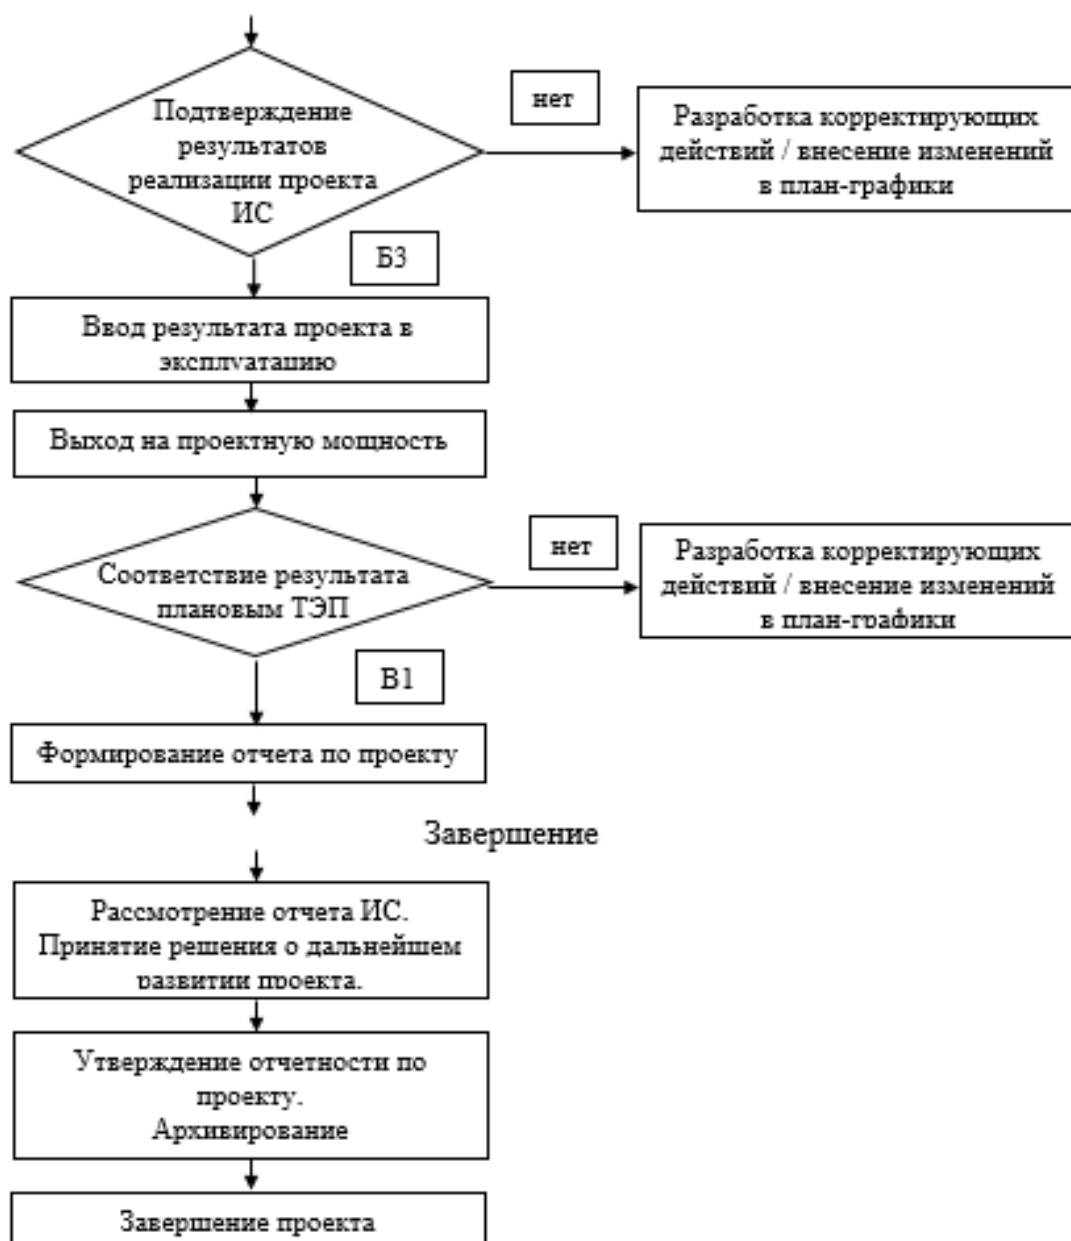 Подтверждение
результатов
реализации проекта
ИС
нет
Разработка корректирующих
действий / внесение изменений
в план-графики
Б3
Ввод результата проекта в
эксплуатацию
Выход на проектную мощность
Соответствие результата
плановым ТЭП
нет
Разработка корректирующих
действий / внесение изменений
в план-графики
В1
Формирование отчета по проекту
Завершение
Рассмотрение отчета ИС.
Принятие решения о дальнейшем
развитии проекта.
Утверждение отчетности по
проекту.
Архивирование
Завершение проекта